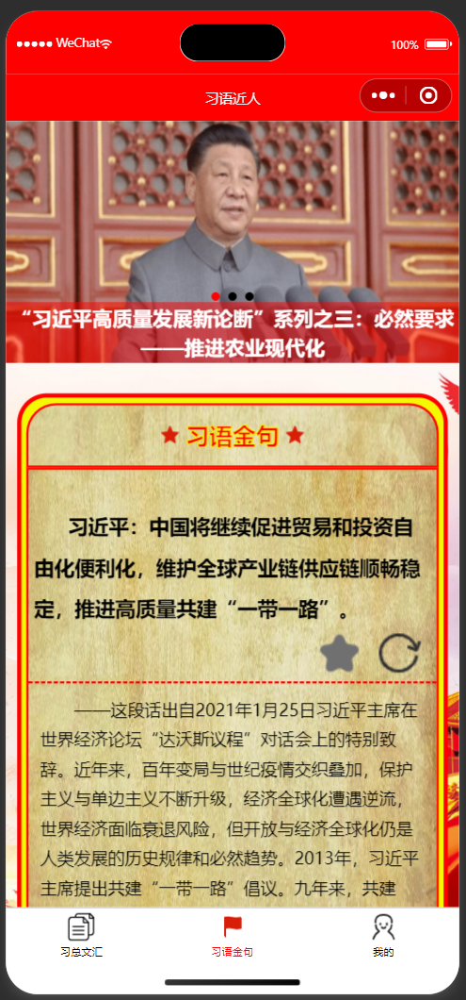 WeChat
100%
习语近人
“习近平高质量发展新论断”系列之三：必然要求
——推进农业现代化
习语金句
习近平：中国将继续促进贸易和投资自
由化便利化，维护全球产业链供应链顺畅稳
定，推进高质量共建“一带一路”。
——这段话出自2021年1月25日习近平主席在
世界经济论坛“达沃斯议程”对话会上的特别致
辞。近年来，百年变局与世纪疫情交织叠加，保护
主义与单边主义不断升级，经济全球化遭遇逆流，
世界经济面临衰退风险，但开放与经济全球化仍是
人类发展的历史规律和必然趋势。2013年，习近平
主席提出共建“一带一路”倡议。九年来，共建
习总文汇
习语金句
我的